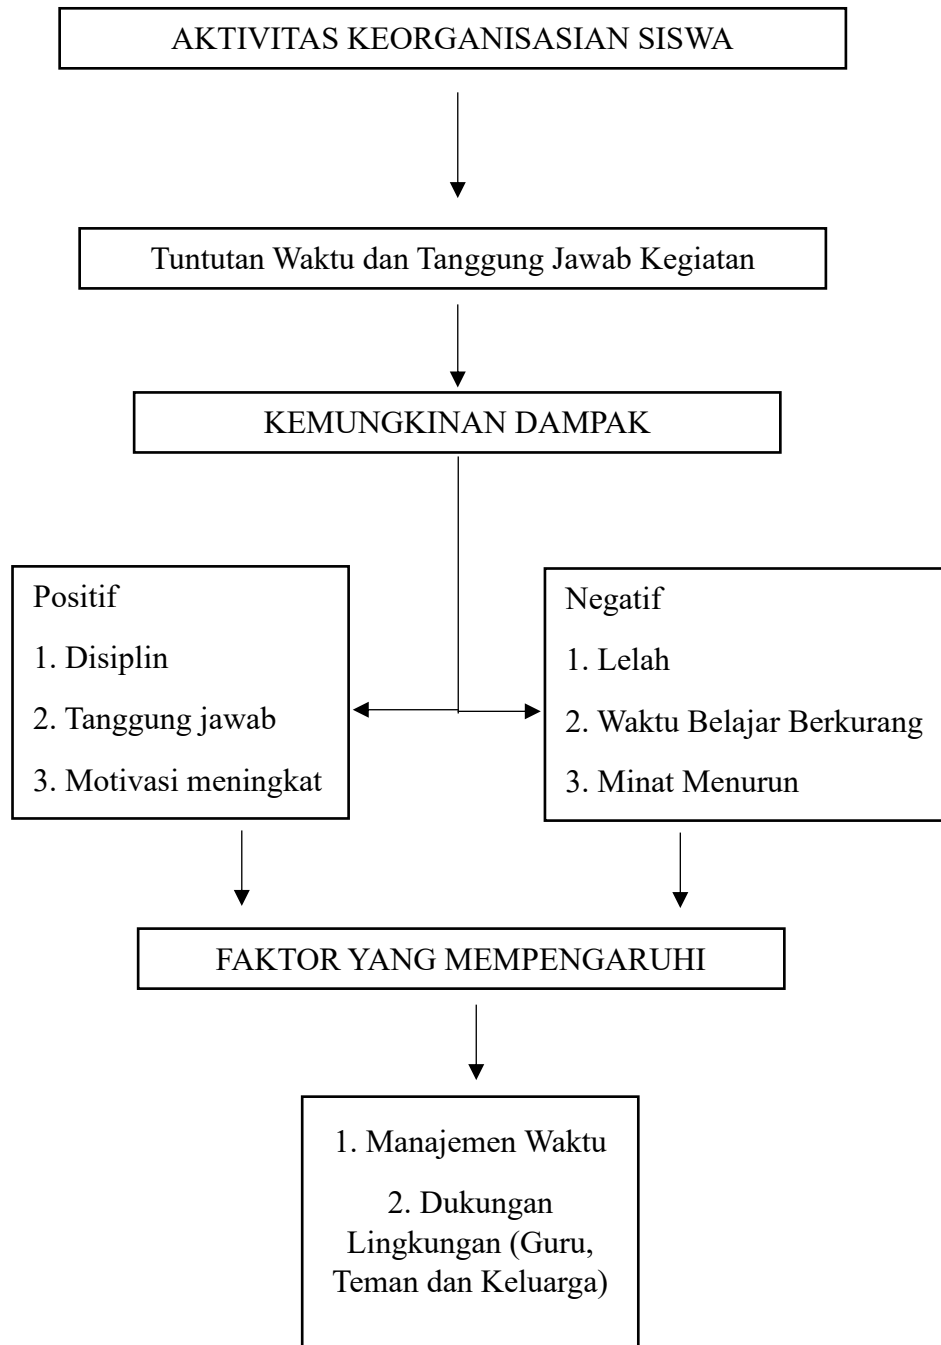 AKTIVITAS KEORGANISASIAN SISWA
Tuntutan Waktu dan Tanggung Jawab Kegiatan
KEMUNGKINAN DAMPAK
Positif
1. Disiplin
2. Tanggung jawab
3. Motivasi meningkat
Negatif
1. Lelah
2. Waktu Belajar Berkurang
3. Minat Menurun
FAKTOR YANG MEMPENGARUHI
1. Manajemen Waktu
2. Dukungan
Lingkungan (Guru,
Teman dan Keluarga)